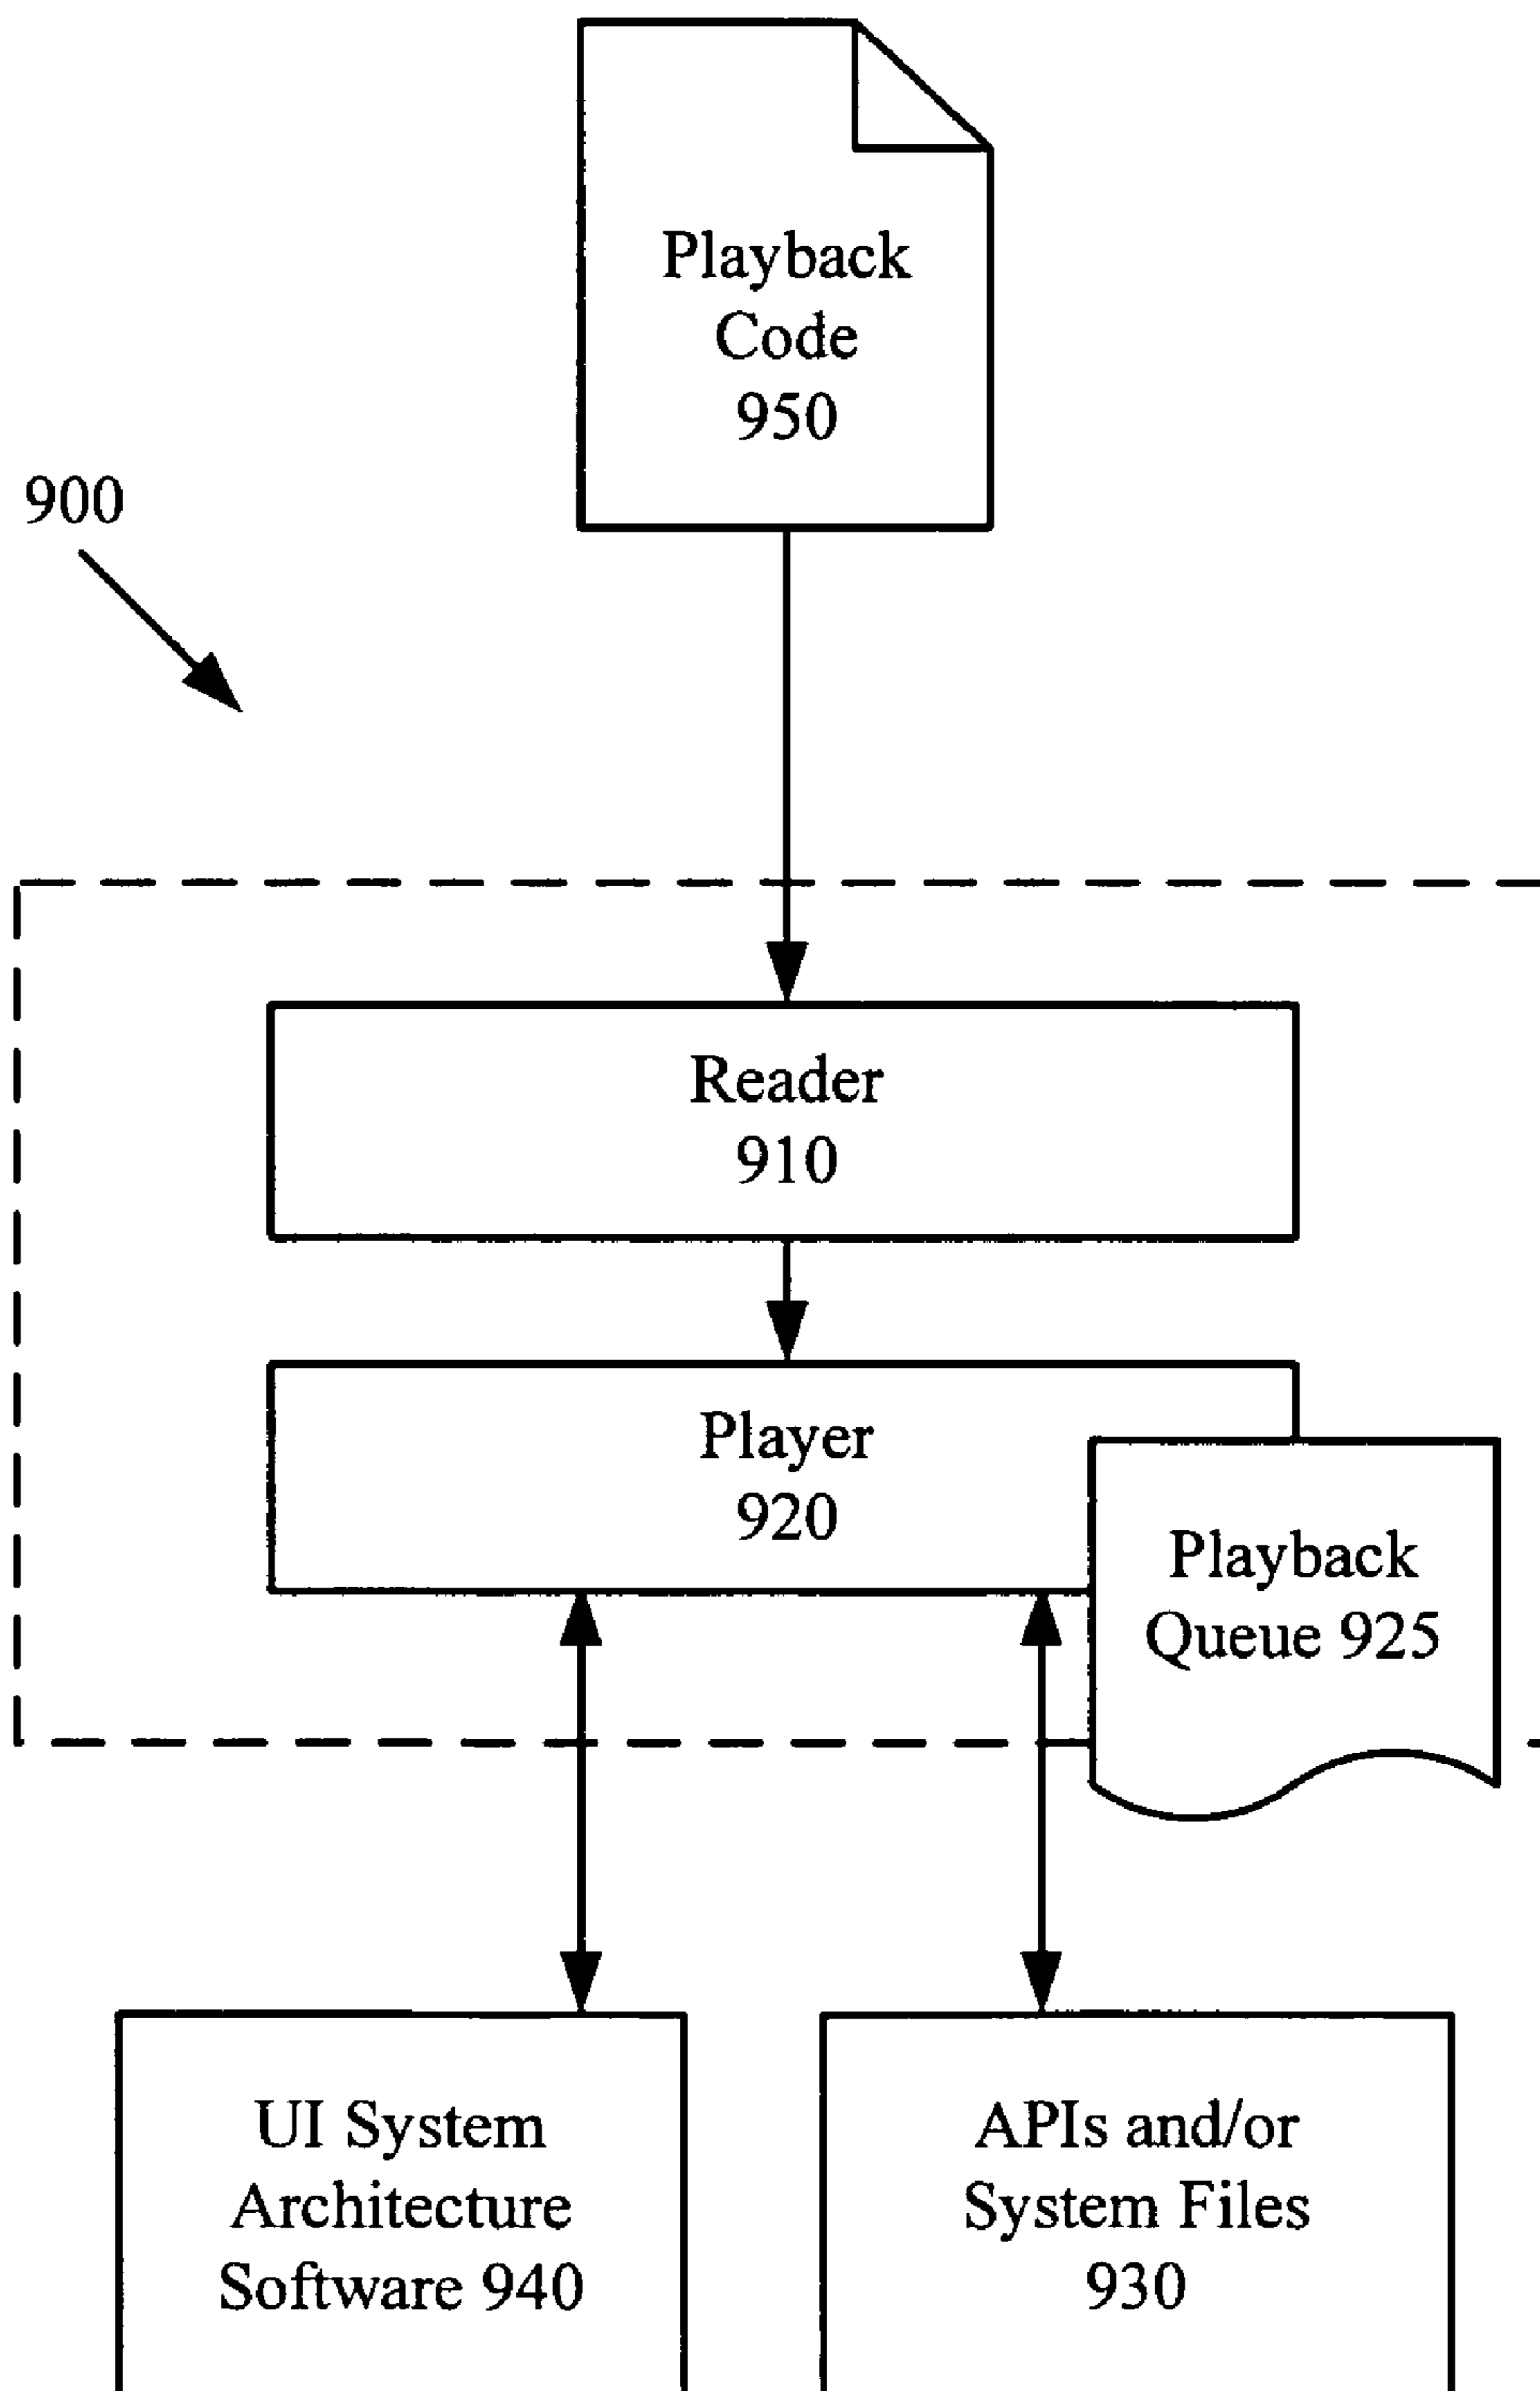 Playback
Code
950
900
Reader
910
Player
920
Playback
Queue 925
UI System
Architecture
Software 940
APIs and/or
System Files
930